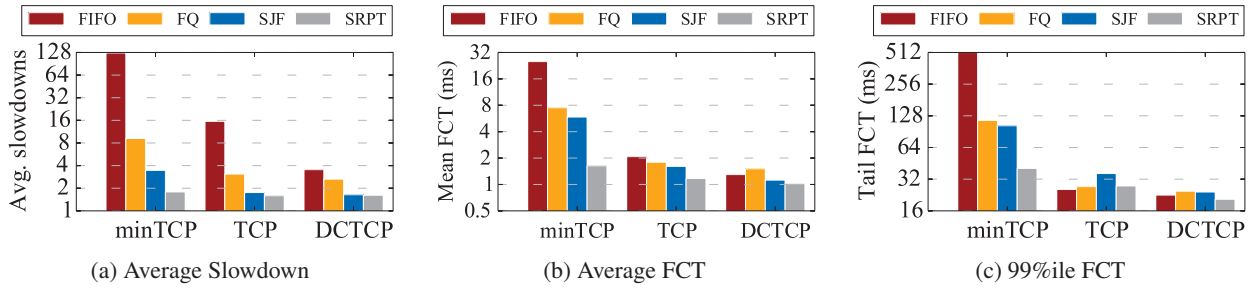 FIFO FQ SJF SRPT
128
64
32
16
8
4
2
1
Avg. slowdowns
minTCP TCP DCTCP
(a) Average Slowdown
FIFO FQ SJF SRPT
32
16
8
4
2
1
0.5
Mean FCT (ms)
minTCP TCP DCTCP
(b) Average FCT
FIFO FQ SJF SRPT
512
256
128
64
32
16
Tail FCT (ms)
minTCP TCP DCTCP
(c) 99%ile FCT